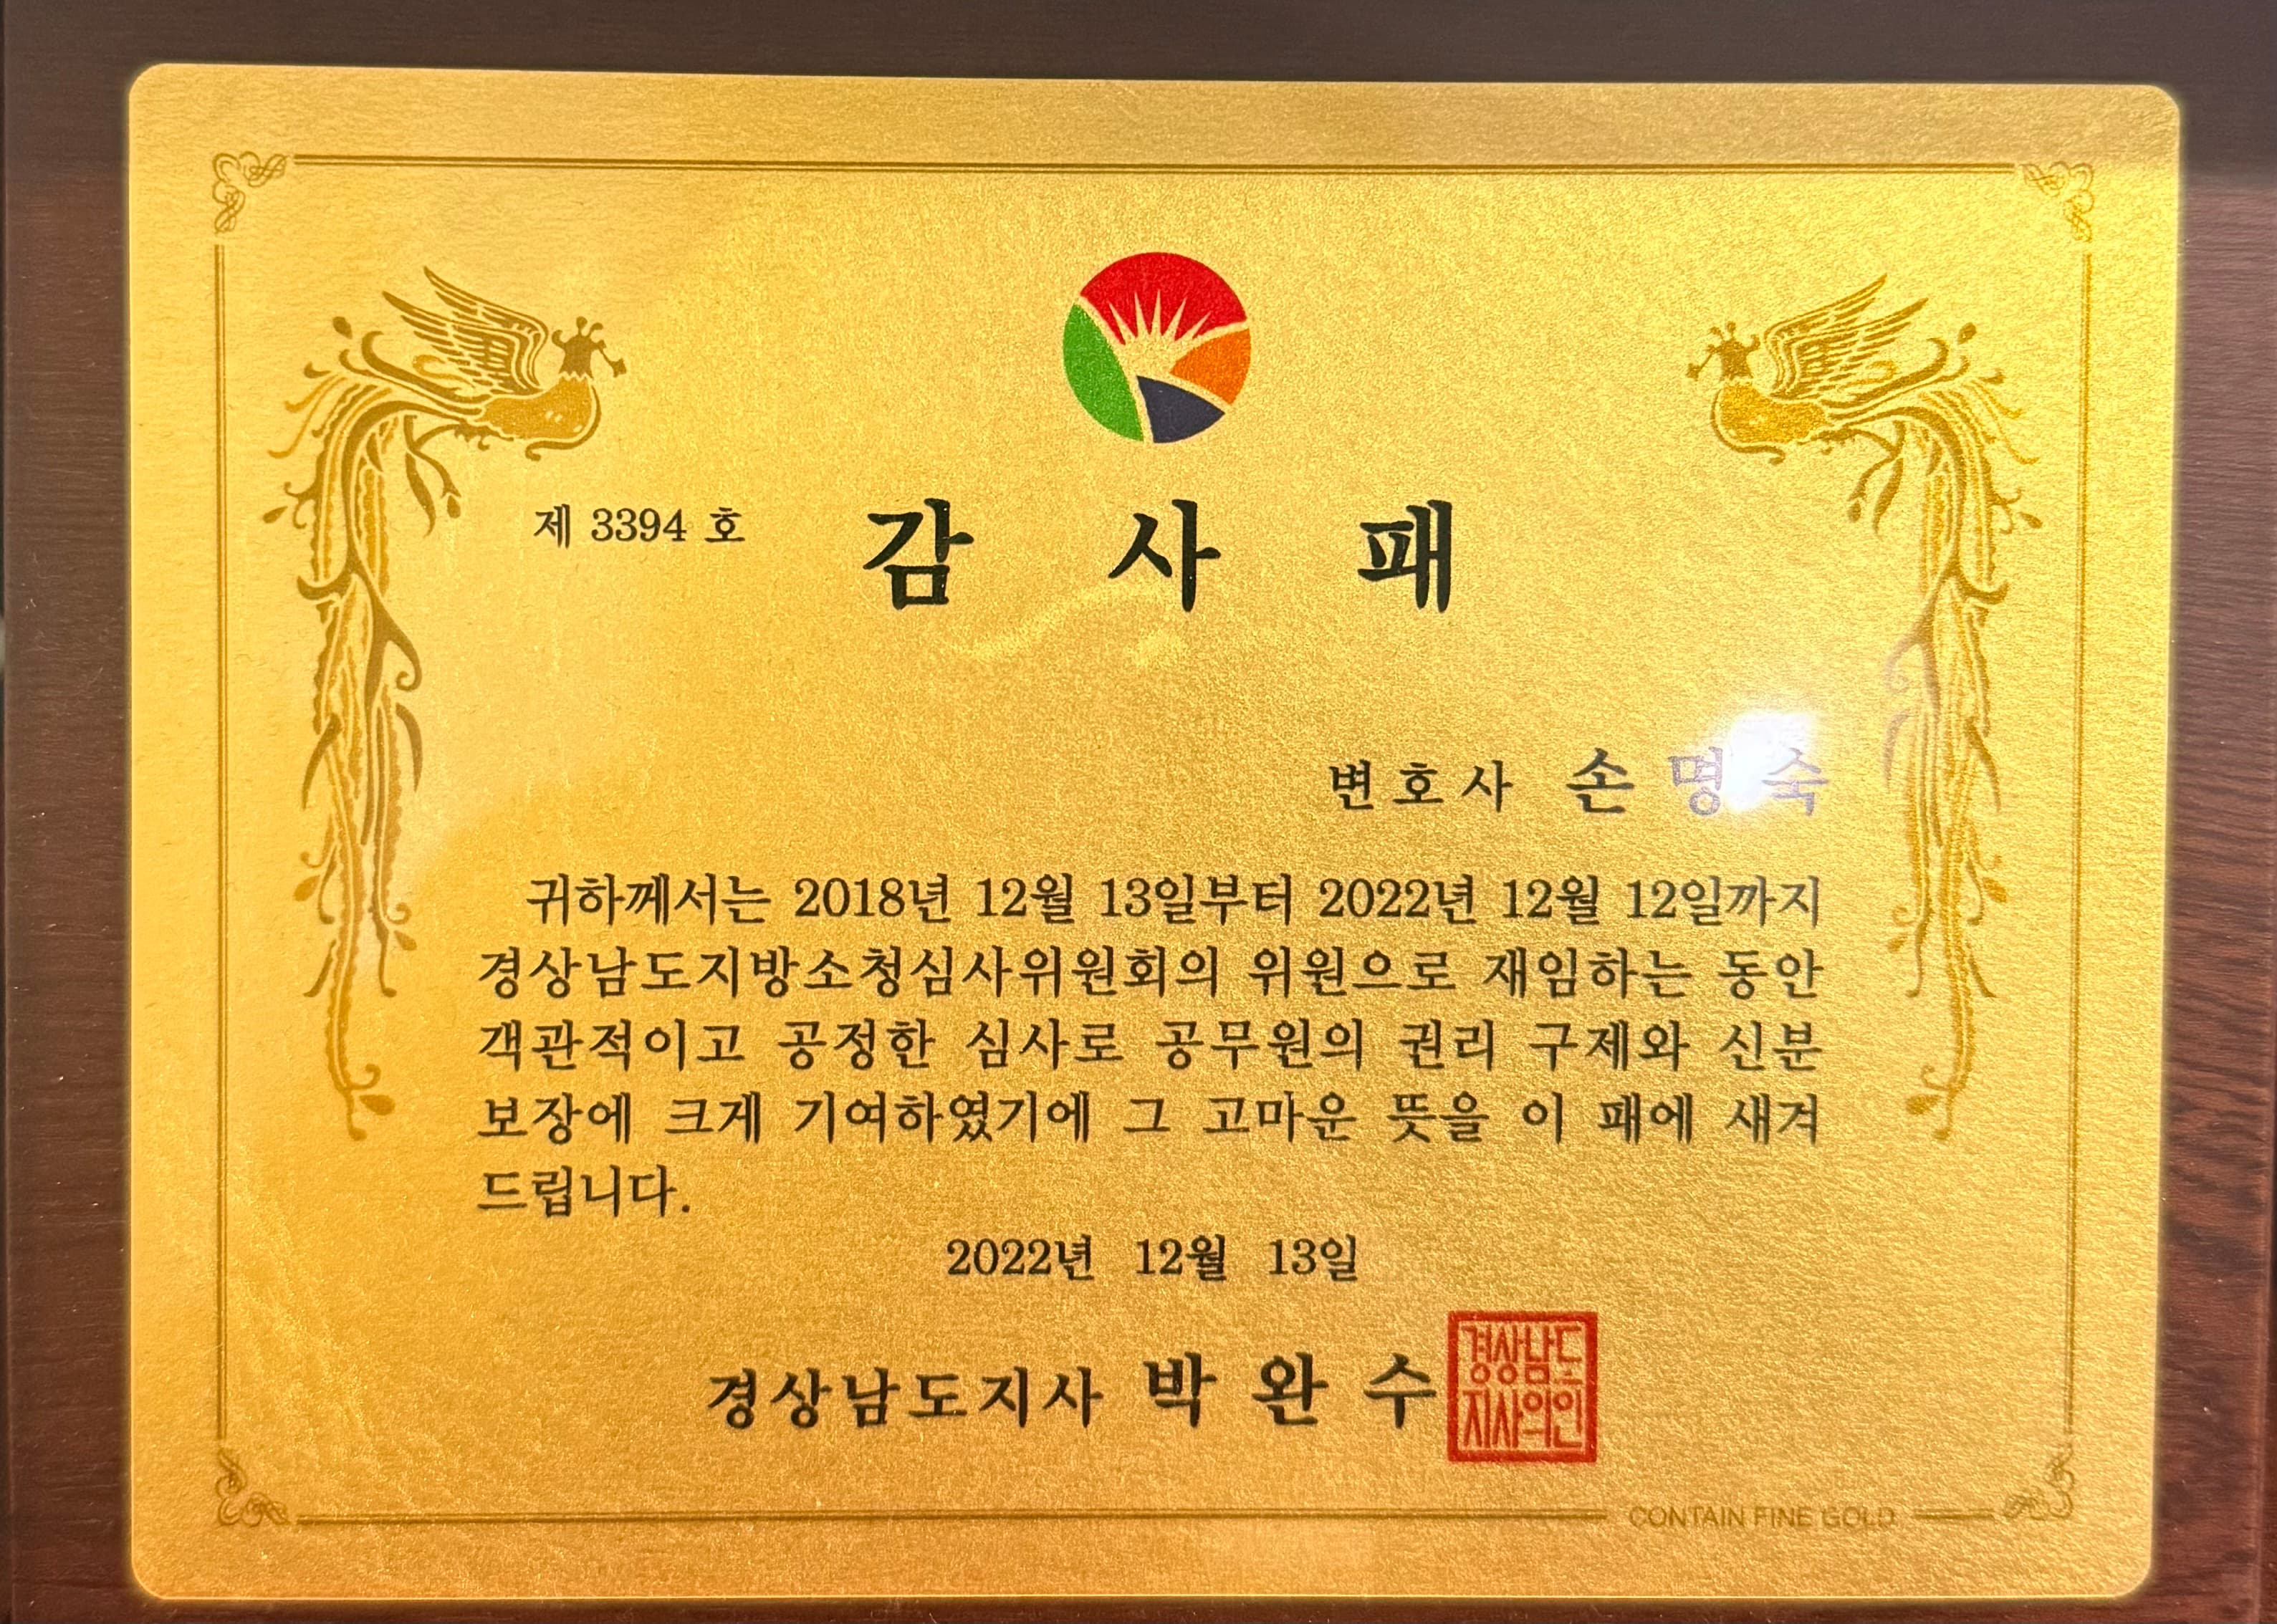 제 3394 호 감 사 패
변호사 손 명 숙
귀하께서는 2018년 12월 13일부터 2022년 12월 12일까지
경상남도지방소청심사위원회의 위원으로 재임하는 동안
객관적이고 공정한 심사로 공무원의 권리 구제와 신분
보장에 크게 기여하였기에 그 고마운 뜻을 이 패에 새겨
드립니다.
2022년 12월 13일
경상남도지사 박 완 수
경상남도
지사의인
CONTAIN FINE GOLD